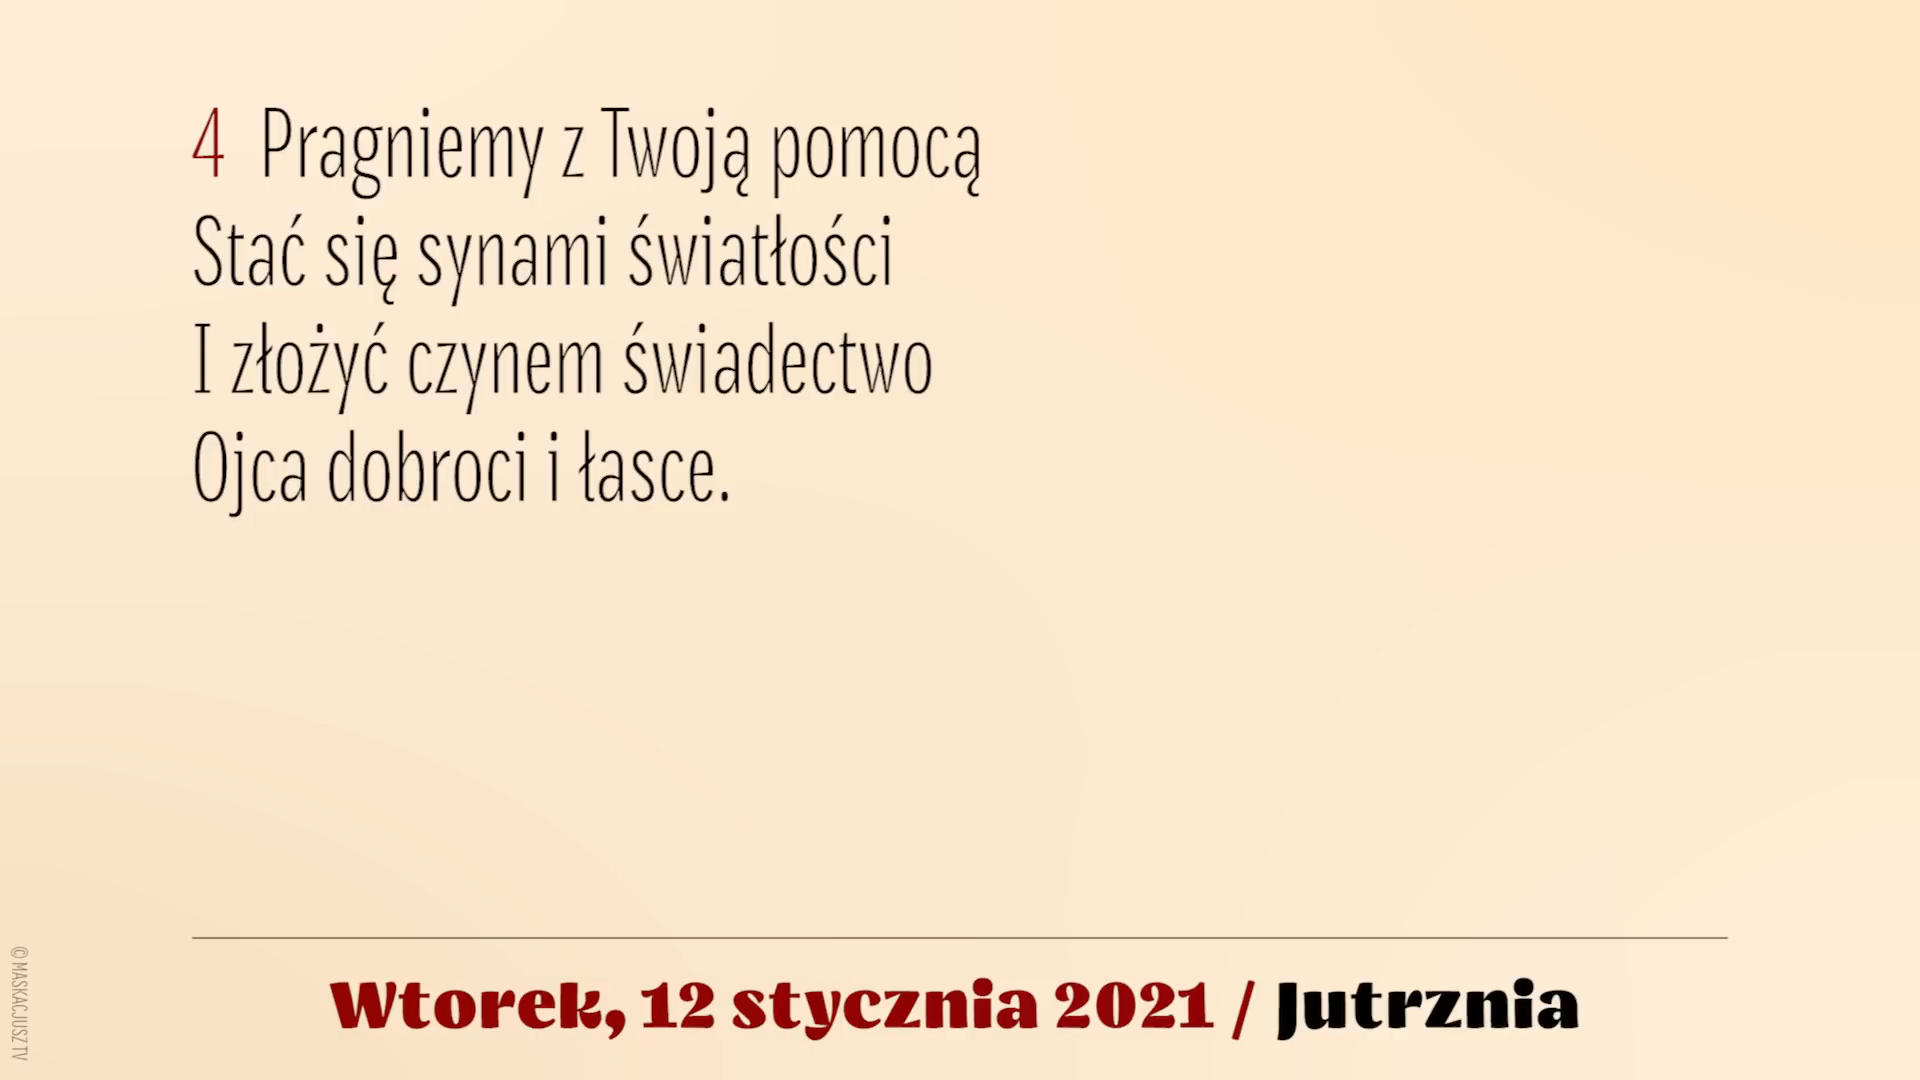 4 Pragniemy z Twoją pomocą
Stać się synami światłości
I złożyć czynem świadectwo
Ojca dobroci i łasce.
Wtorek, 12 stycznia 2021 / Jutrznia
© MASKACJUSZ TV